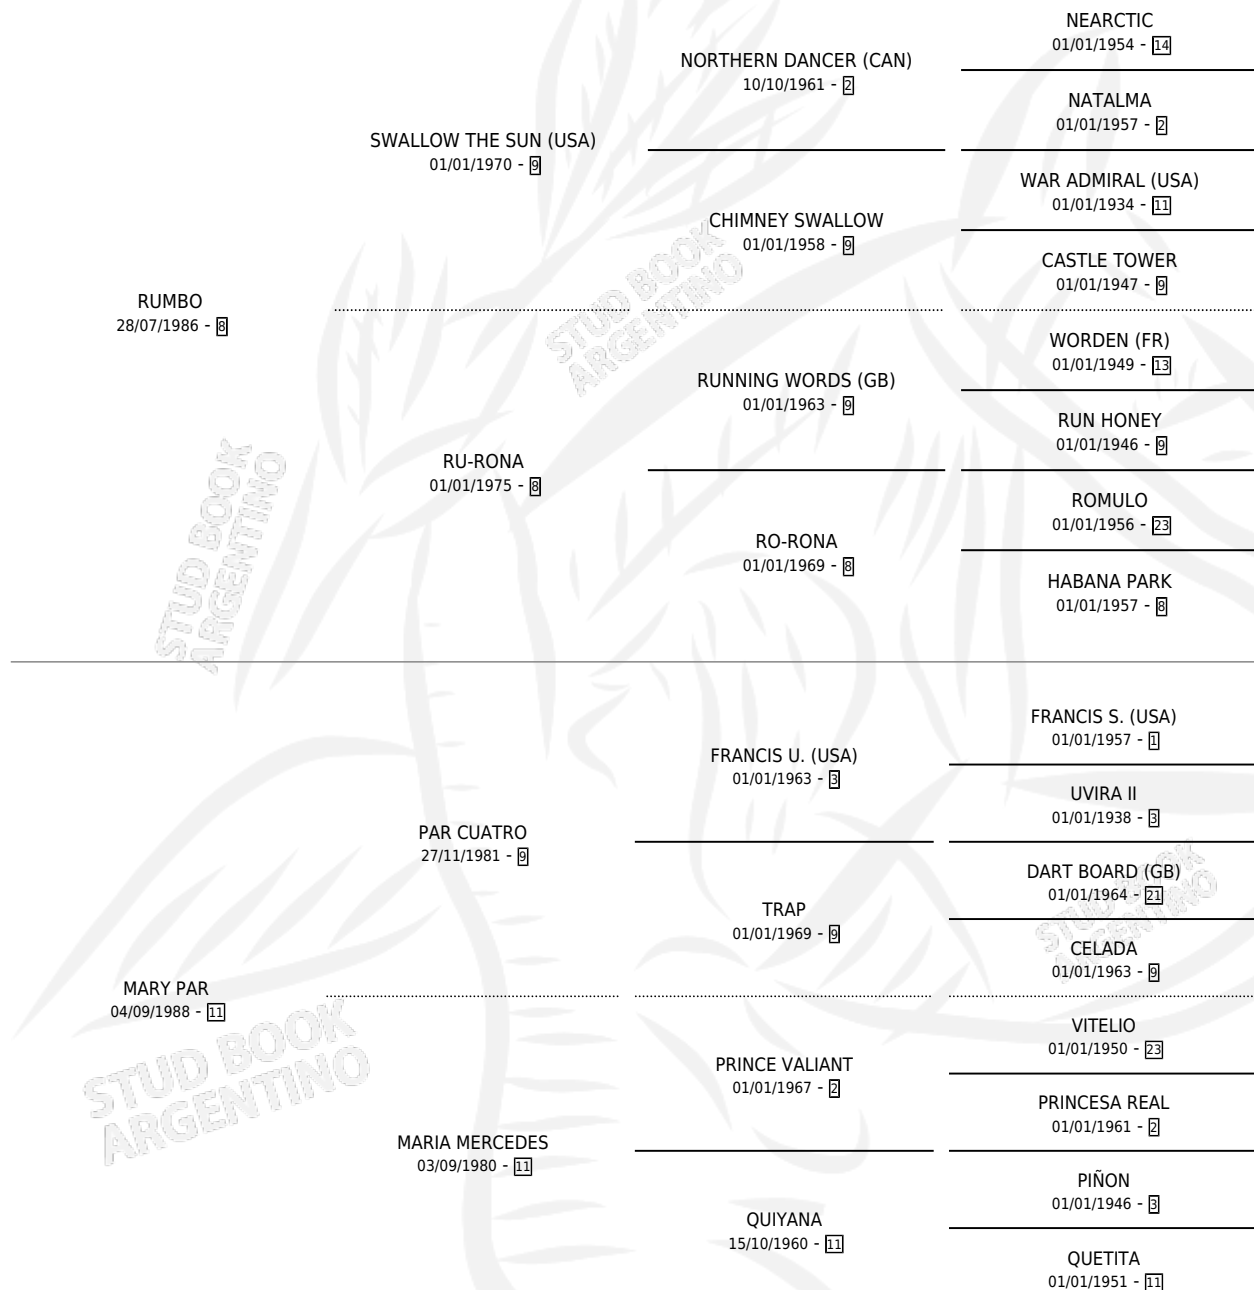 NEARCTIC
01/01/1954 - 14
NORTHERN DANCER (CAN)
10/10/1961 - 2
NATALMA
01/01/1957 - 2
SWALLOW THE SUN (USA)
01/01/1970 - 9
WAR ADMIRAL (USA)
01/01/1934 - 11
CHIMNEY SWALLOW
01/01/1958 - 9
CASTLE TOWER
01/01/1947 - 9
RUMBO
28/07/1986 - 8
STUD BOOK
ARGENTINO
WORDEN (FR)
01/01/1949 - 13
RUNNING WORDS (GB)
01/01/1963 - 9
RUN HONEY
01/01/1946 - 9
RU-RONA
01/01/1975 - 8
ROMULO
01/01/1956 - 23
RO-RONA
01/01/1969 - 8
HABANA PARK
01/01/1957 - 8
STUD BOOK
ARGENTINO
FRANCIS S. (USA)
01/01/1957 - 1
FRANCIS U. (USA)
01/01/1963 - 3
UVIRA II
01/01/1938 - 3
PAR CUATRO
27/11/1981 - 9
DART BOARD (GB)
01/01/1964 - 21
TRAP
01/01/1969 - 9
CELADA
01/01/1963 - 9
STUD BOOK
ARGENTINO
MARY PAR
04/09/1988 - 11
VITELIO
01/01/1950 - 23
PRINCE VALIANT
01/01/1967 - 2
PRINCESA REAL
01/01/1961 - 2
STUD BOOK
ARGENTINO
MARIA MERCEDES
03/09/1980 - 11
PIÑON
01/01/1946 - 3
QUIYANA
15/10/1960 - 11
QUETITA
01/01/1951 - 11